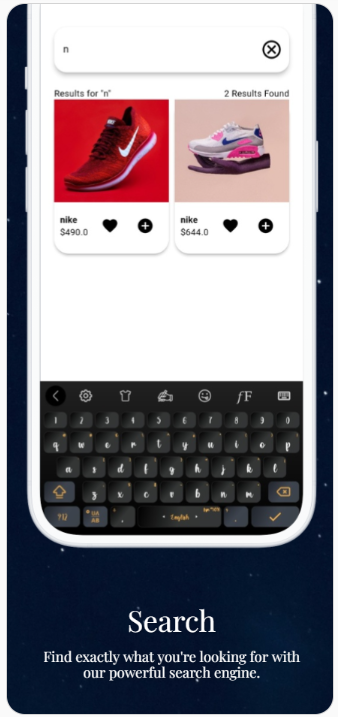 n
Results for "n" 2 Results Found
nike nike
$490.0 $644.0
fF
1 2 3 4 5 6 7 8 9 0
q w e r t y u i o p
a s d f g h j k l
z x c v b n m
?Ü , • English • .
Search
Find exactly what you're looking for with
our powerful search engine.